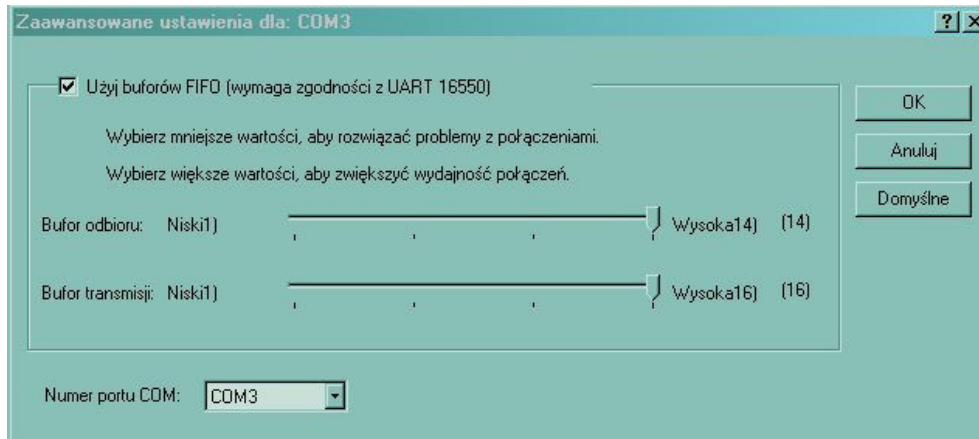 Zaawansowane ustawienia dla: COM3
Użyj buforów FIFO (wymaga zgodności z UART 16550)
Wybierz mniejsze wartości, aby rozwiązać problemy z połączeniami.
Wybierz większe wartości, aby zwiększyć wydajność połączeń.
Bufor odbioru: Niski1) Wysoka14) (14)
Bufor transmisji: Niski1) Wysoka16) (16)
OK
Anuluj
Domyślne
Numer portu COM: COM3